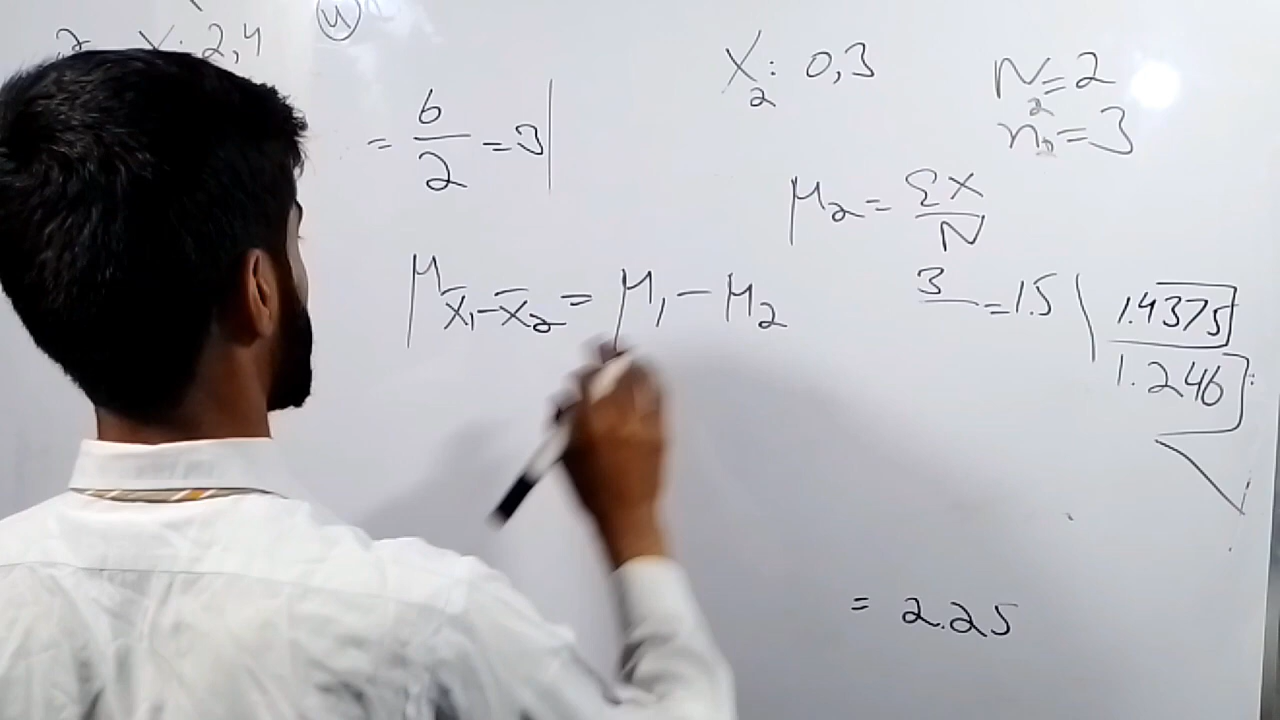 X: 2,4
= 6/2 = 3
X₂: 0,3
N₂ = 2
n₂ = 3
μ₂ = ΣX/N
3/ = 1.5
μx̄₁-x̄₂ = μ₁ - μ₂
1.4375
1.246
= 2.25